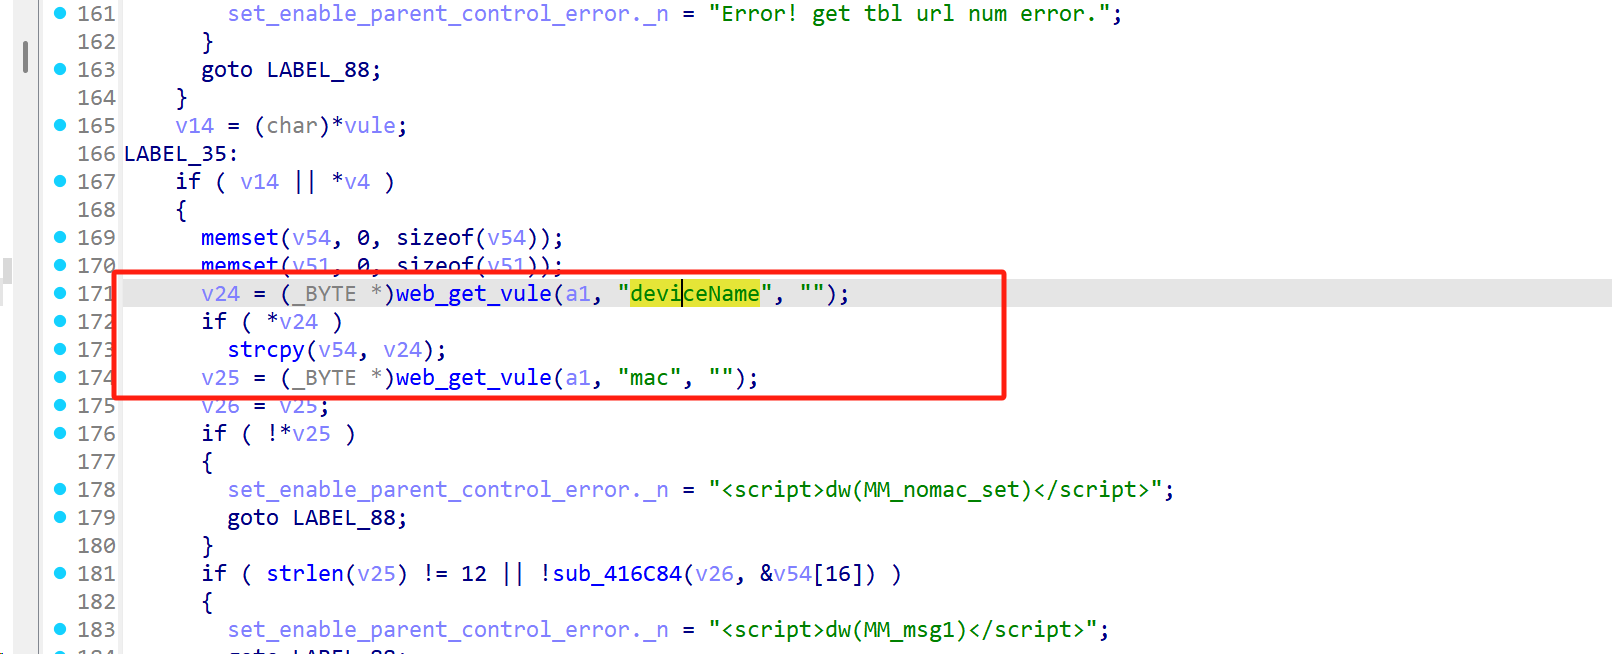 161 set_enable_parent_control_error._n = "Error! get tbl url num error.";
162 }
163 goto LABEL_88;
164 }
165 v14 = (char)*vule;
166 LABEL_35:
167 if ( v14 || *v4 )
168 {
169 memset(v54, 0, sizeof(v54));
170 memset(v51, 0, sizeof(v51));
171 v24 = (_BYTE *)web_get_vule(a1, "deviceName", "");
172 if ( *v24 )
173 strcpy(v54, v24);
174 v25 = (_BYTE *)web_get_vule(a1, "mac", "");
175 v26 = v25;
176 if ( !*v25 )
177 {
178 set_enable_parent_control_error._n = "<script>dw(MM_nomac_set)</script>";
179 goto LABEL_88;
180 }
181 if ( strlen(v25) != 12 || !sub_416C84(v26, &v54[16]) )
182 {
183 set_enable_parent_control_error._n = "<script>dw(MM_msg1)</script>";